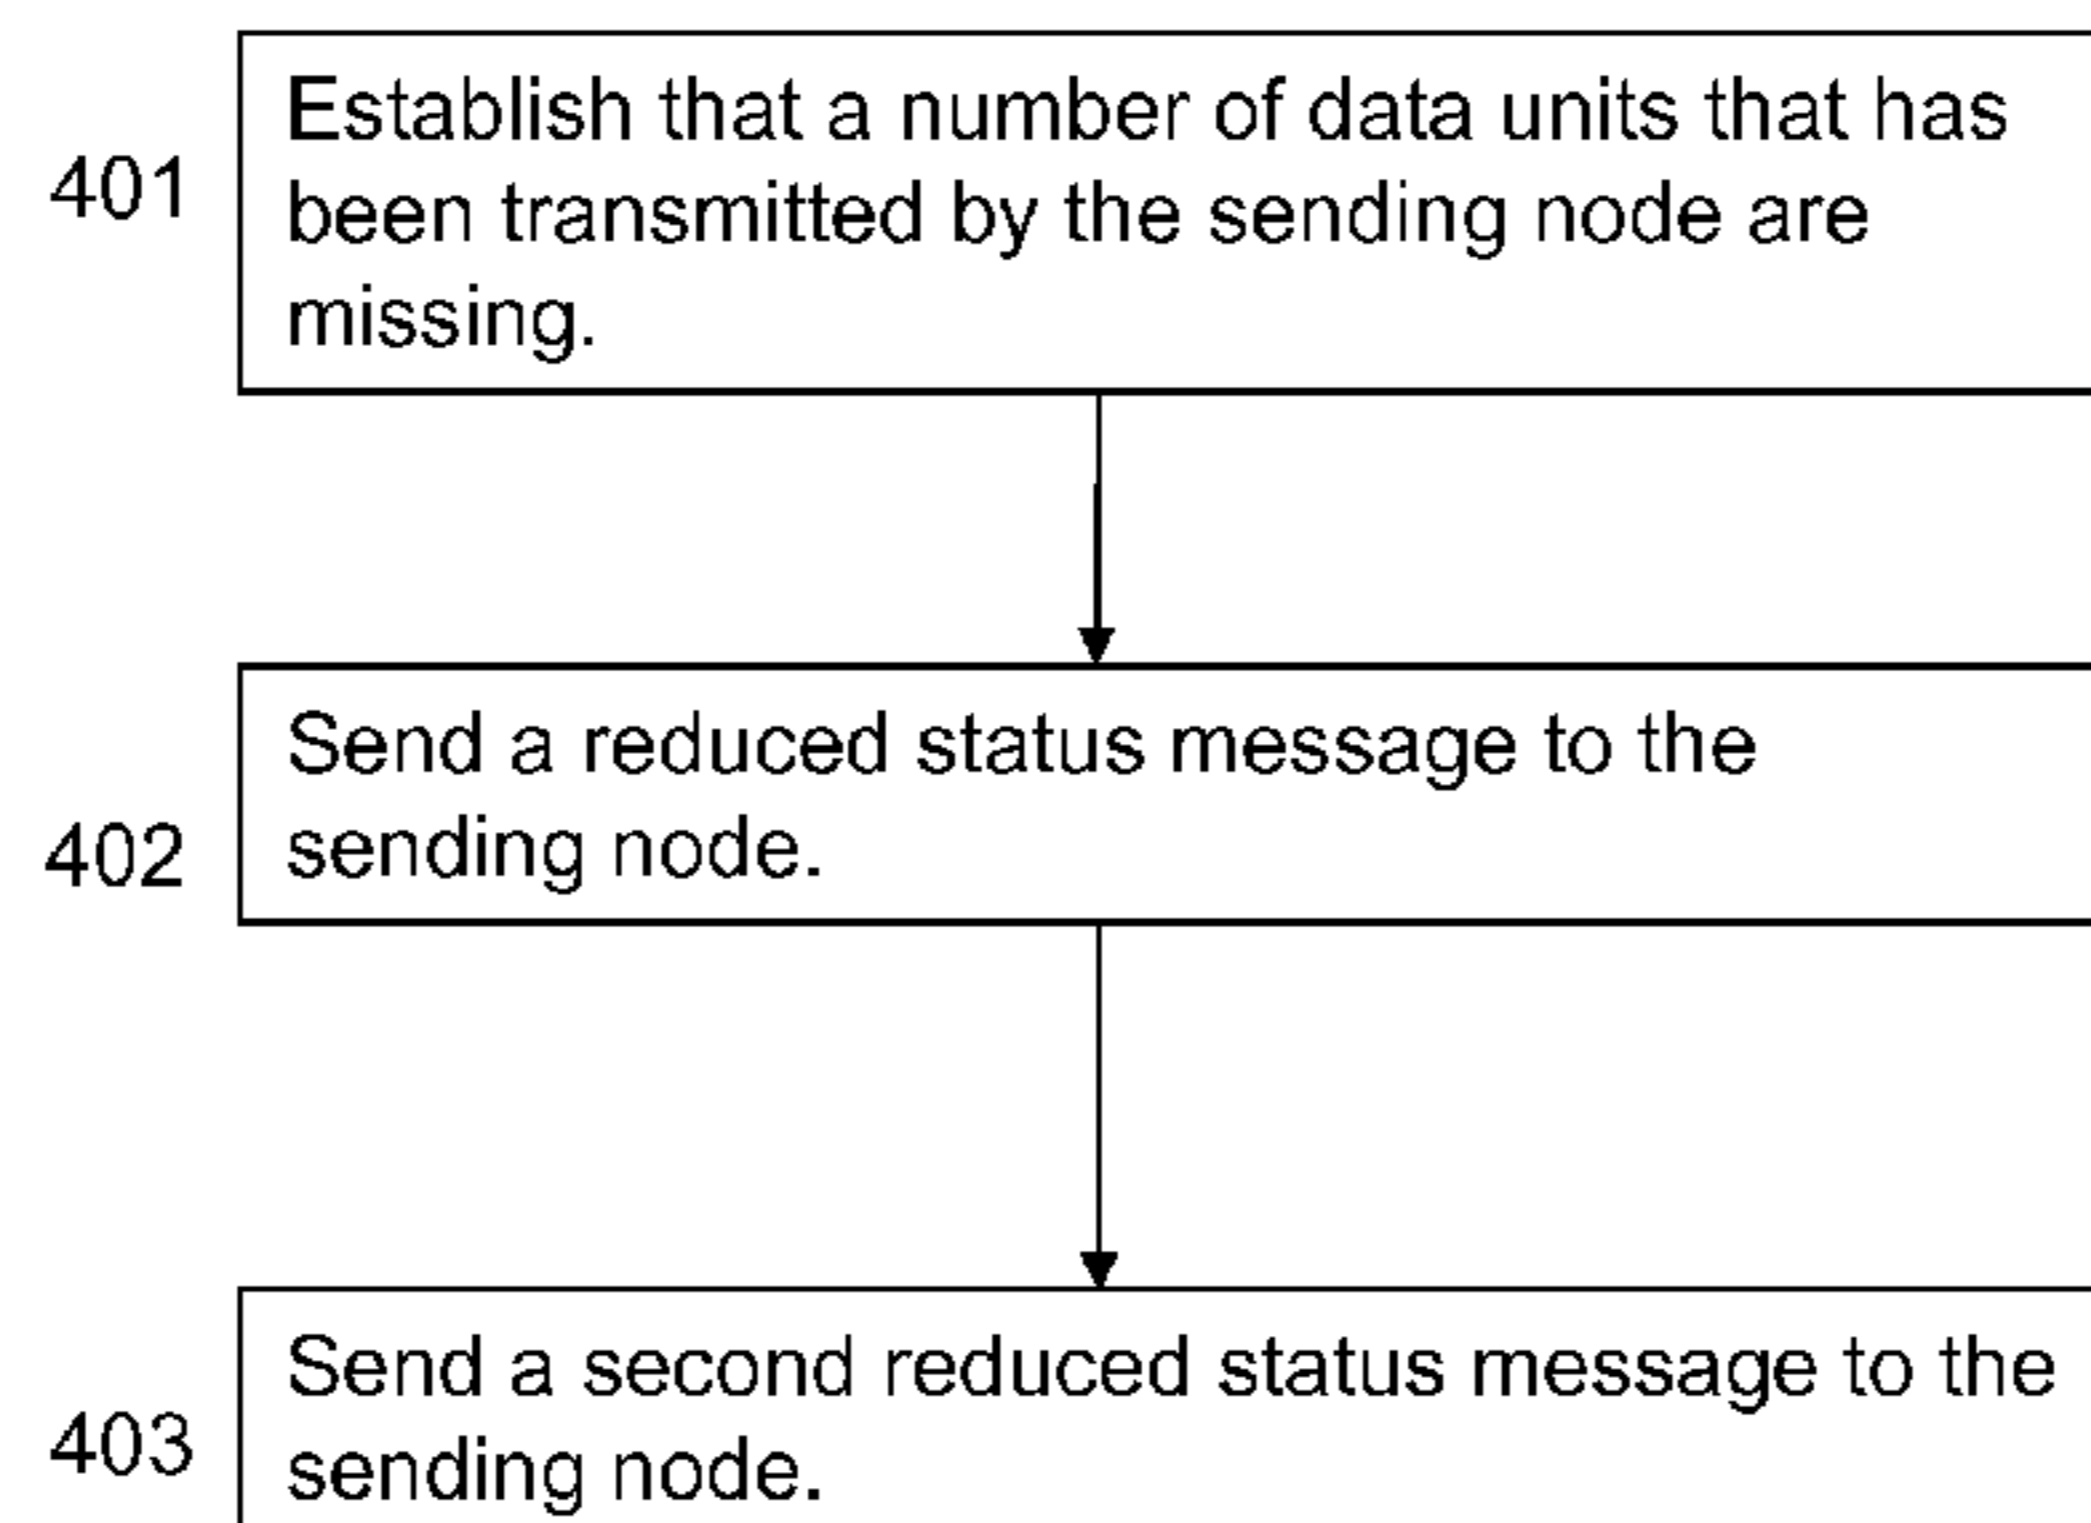 401
Establish that a number of data units that has
been transmitted by the sending node are
missing.
402
Send a reduced status message to the
sending node.
403
Send a second reduced status message to the
sending node.